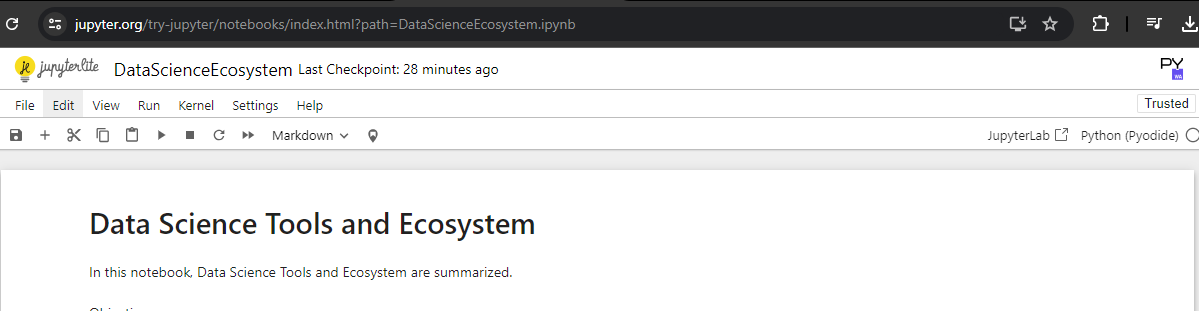 jupyter.org/try-jupyter/notebooks/index.html?path=DataScienceEcosystem.ipynb
jupyterlite DataScienceEcosystem Last Checkpoint: 28 minutes ago PY WA
File Edit View Run Kernel Settings Help Trusted
Markdown JupyterLab Python (Pyodide)
Data Science Tools and Ecosystem
In this notebook, Data Science Tools and Ecosystem are summarized.